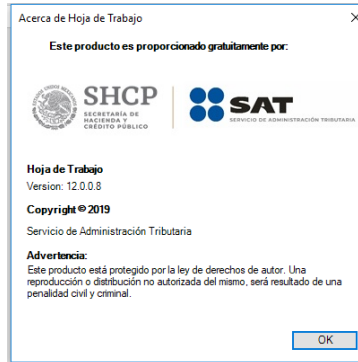 Acerca de Hoja de Trabajo
Este producto es proporcionado gratuitamente por:
SHCP
SECRETARÍA DE
HACIENDA Y
CRÉDITO PÚBLICO
SAT
SERVICIO DE ADMINISTRACIÓN TRIBUTARIA
Hoja de Trabajo
Version: 12.0.0.8
Copyright © 2019
Servicio de Administración Tributaria
Advertencia:
Este producto está protegido por la ley de derechos de autor. Una
reproducción o distribución no autorizada del mismo, será resultado de una
penalidad civil y criminal.
OK